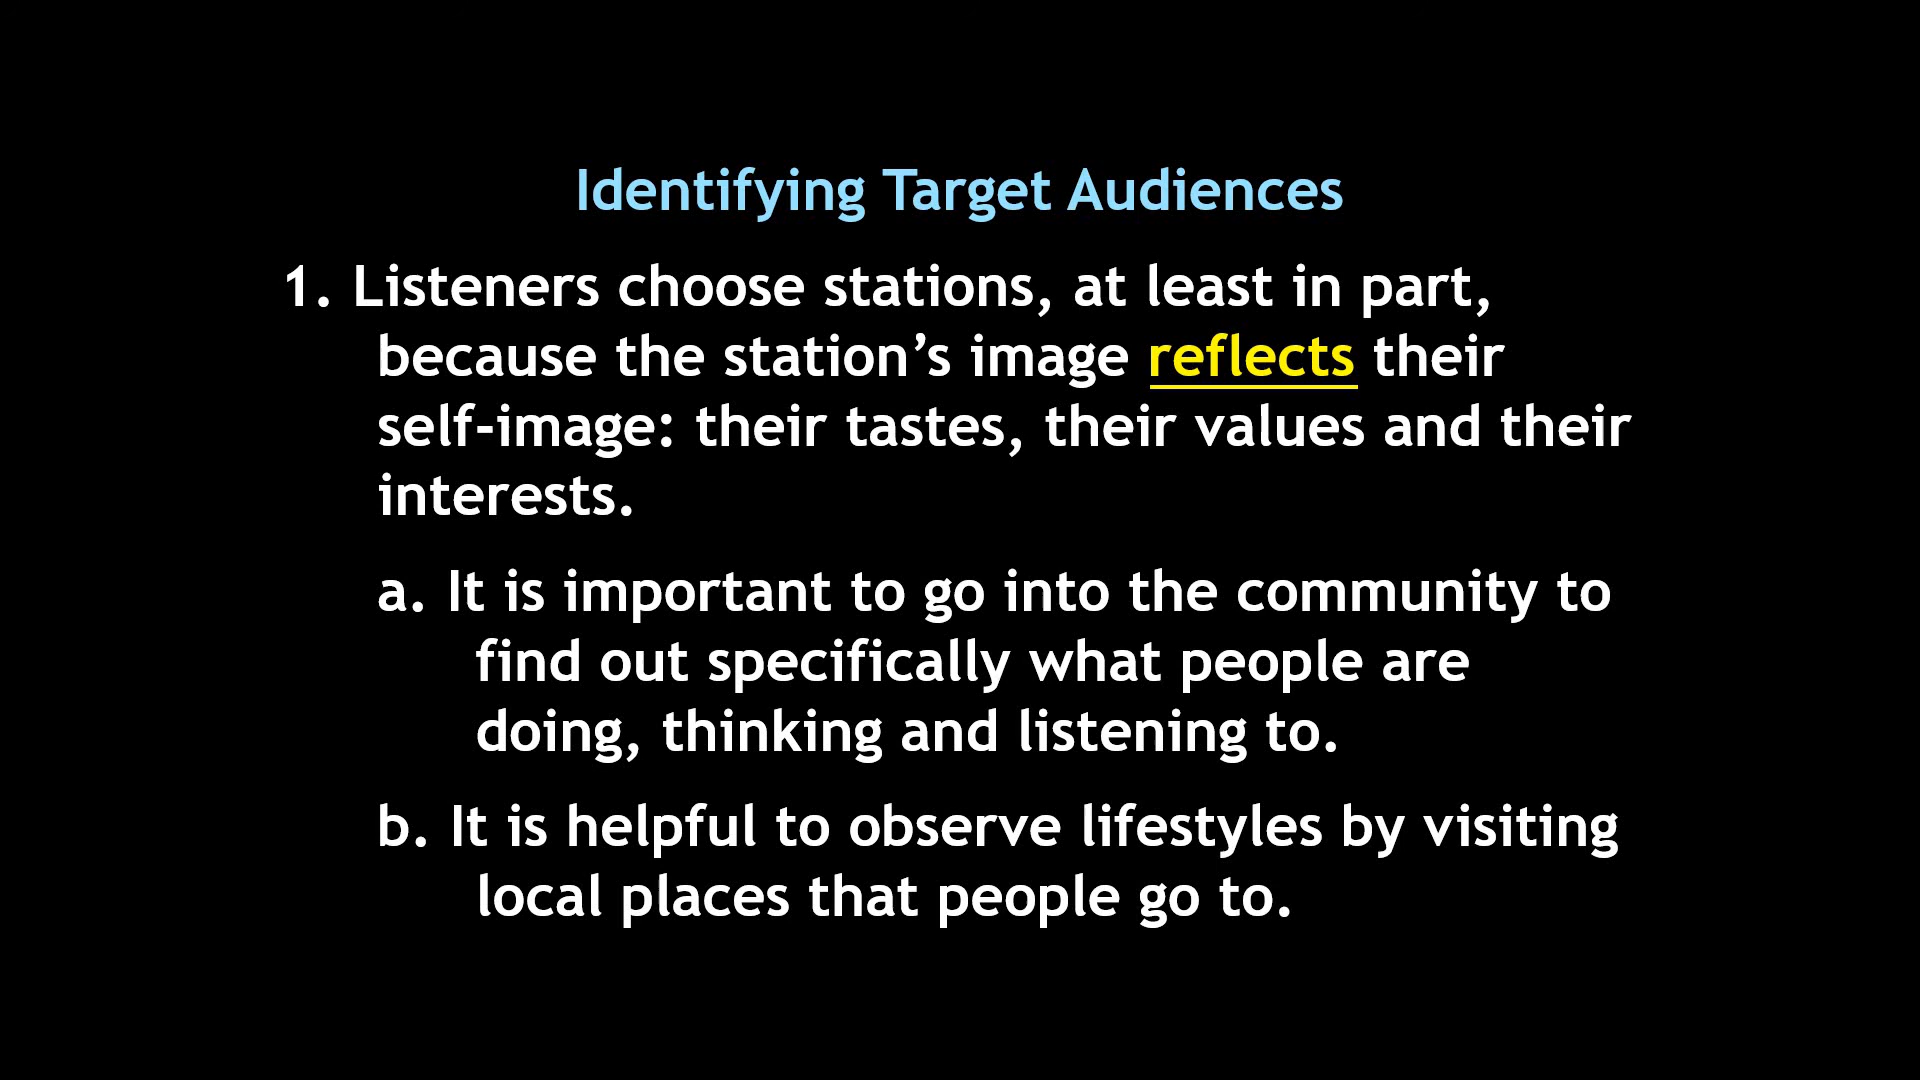 Identifying Target Audiences
1. Listeners choose stations, at least in part,
because the station’s image reflects their
self-image: their tastes, their values and their
interests.
a. It is important to go into the community to
find out specifically what people are
doing, thinking and listening to.
b. It is helpful to observe lifestyles by visiting
local places that people go to.